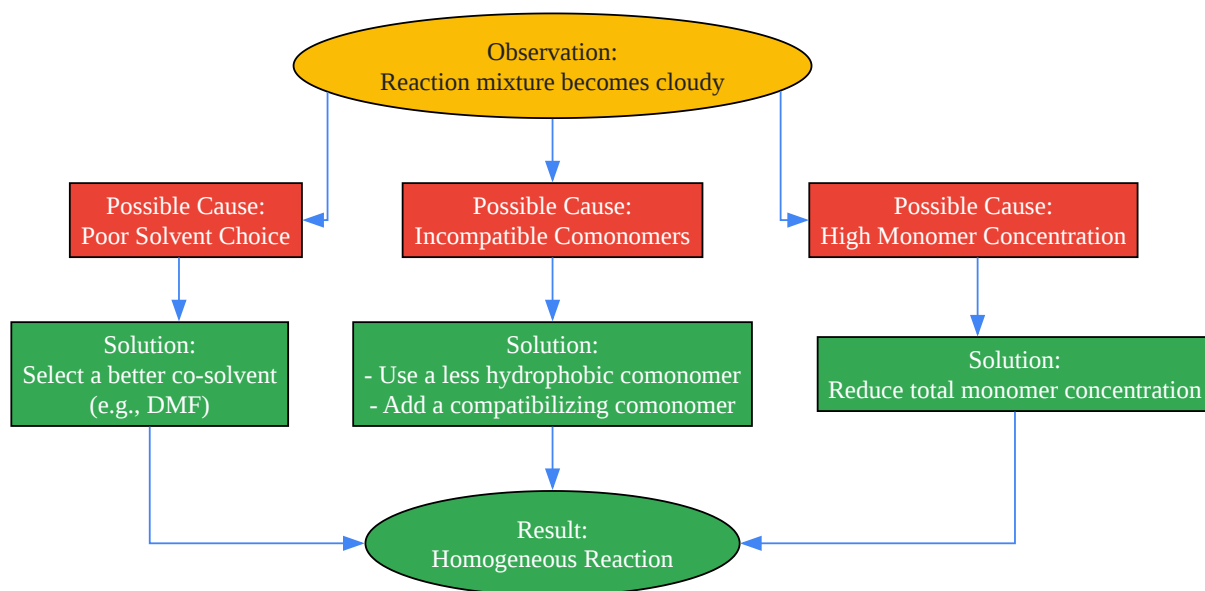 Observation:
Reaction mixture becomes cloudy
Possible Cause:
Poor Solvent Choice
Possible Cause:
Incompatible Comonomers
Possible Cause:
High Monomer Concentration
Solution:
Select a better co-solvent
(e.g., DMF)
Solution:
- Use a less hydrophobic comonomer
- Add a compatibilizing comonomer
Solution:
Reduce total monomer concentration
Result:
Homogeneous Reaction